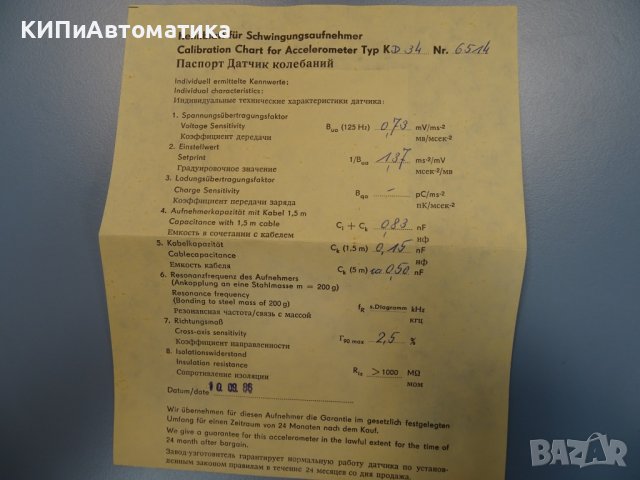 КИПиАвтоматика
für Schwingungsaufnehmer
Calibration Chart for Accelerometer Typ KD 34 Nr. 6514
Паспорт Датчик колебаний
Individuell ermittelte Kennwerte:
Individual characteristics:
Индивидуальные технические характеристики датчика:
1. Spannungsübertragungsfaktor
Voltage Sensitivity Bua (125 Hz) 0,73 mV/ms-2
Коэффициент дередачи мв/мсек-2
2. Einstellwert
Setprint 1/Bua 1,37 ms-2/mV
Градуировочное значение мсек-2/мв
3. Ladungsübertragungsfaktor
Charge Sensitivity Bqa - pC/ms-2
Коэффициент передачи заряда пК/мсек-2
4. Aufnehmerkapazität mit Kabel 1,5 m
Capacitance with 1,5 m cable Ci + Ck 0,83 nF
Емкость в сочетании с кабелем нф
5. Kabelkapazität Ck (1,5 m) 0,15 nF
Cablecapacitance нф
Емкость кабеля Ck (5 m) ca 0,50 nF
6. Resonanzfrequenz des Aufnehmers
(Ankopplung an eine Stahlmasse m = 200 g)
Resonance frequency fR s.Diagramm kHz
(Bonding to steel mass of 200 g) кгц
Резонансная частота/связь с массой
7. Richtungsmaß
Cross-axis sensitivity Γ90 max 2,5 %
Коэффициент направленности
8. Isolationswiderstand
Insulation resistance Ris >1000 MΩ
Сопротивление изоляции мом
Datum/date 10.09.86
Wir übernehmen für diesen Aufnehmer die Garantie im gesetzlich festgelegten
Umfang für einen Zeitraum von 24 Monaten nach dem Kauf.
We give a guarantee for this accelerometer in the lawful extent for the time of
24 month after bargain.
Завод-узготовитель гарантирует нормальную работу датчика по установ-
венным законом правилам в течение 24 месяцев со дня продажа.
BAZAR
bg